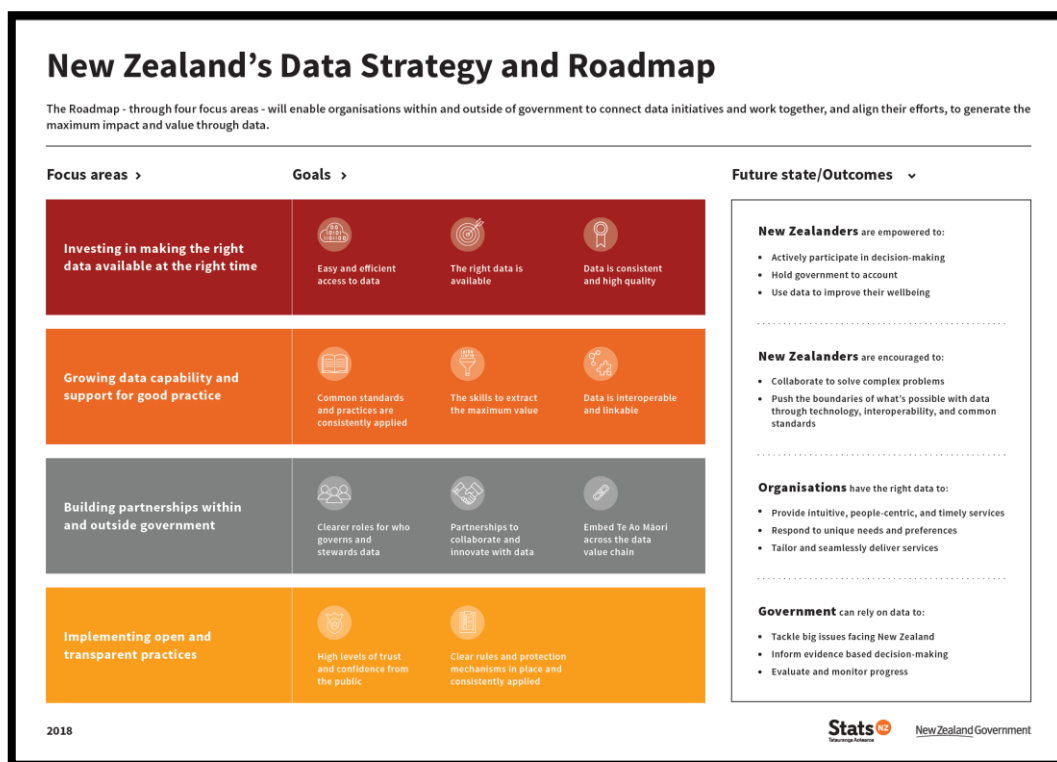 New Zealand's Data Strategy and Roadmap
The Roadmap - through four focus areas - will enable organisations within and outside of government to connect data initiatives and work together, and align their efforts, to generate the
maximum impact and value through data.
Focus areas >
Goals >
Investing in making the right
data available at the right time
Easy and efficient
access to data
The right data is
available
Data is consistent
and high quality
Growing data capability and
support for good practice
Common standards
and practices are
consistently applied
The skills to extract
the maximum value
Data is interoperable
and linkable
Building partnerships within
and outside government
Clearer roles for who
governs and
stewards data
Partnerships to
collaborate and
innovate with data
Embed Te Ao Māori
across the data
value chain
Implementing open and
transparent practices
High levels of trust
and confidence from
the public
Clear rules and protection
mechanisms in place and
consistently applied
Future state/Outcomes
New Zealanders are empowered to:
• Actively participate in decision-making
• Hold government to account
• Use data to improve their wellbeing
New Zealanders are encouraged to:
• Collaborate to solve complex problems
• Push the boundaries of what's possible with data
through technology, interoperability, and common
standards
Organisations have the right data to:
• Provide intuitive, people-centric, and timely services
• Respond to unique needs and preferences
• Tailor and seamlessly deliver services
Government can rely on data to:
• Tackle big issues facing New Zealand
• Inform evidence based decision-making
• Evaluate and monitor progress
2018
Stats NZ
Tatauranga Aotearoa
New Zealand Government